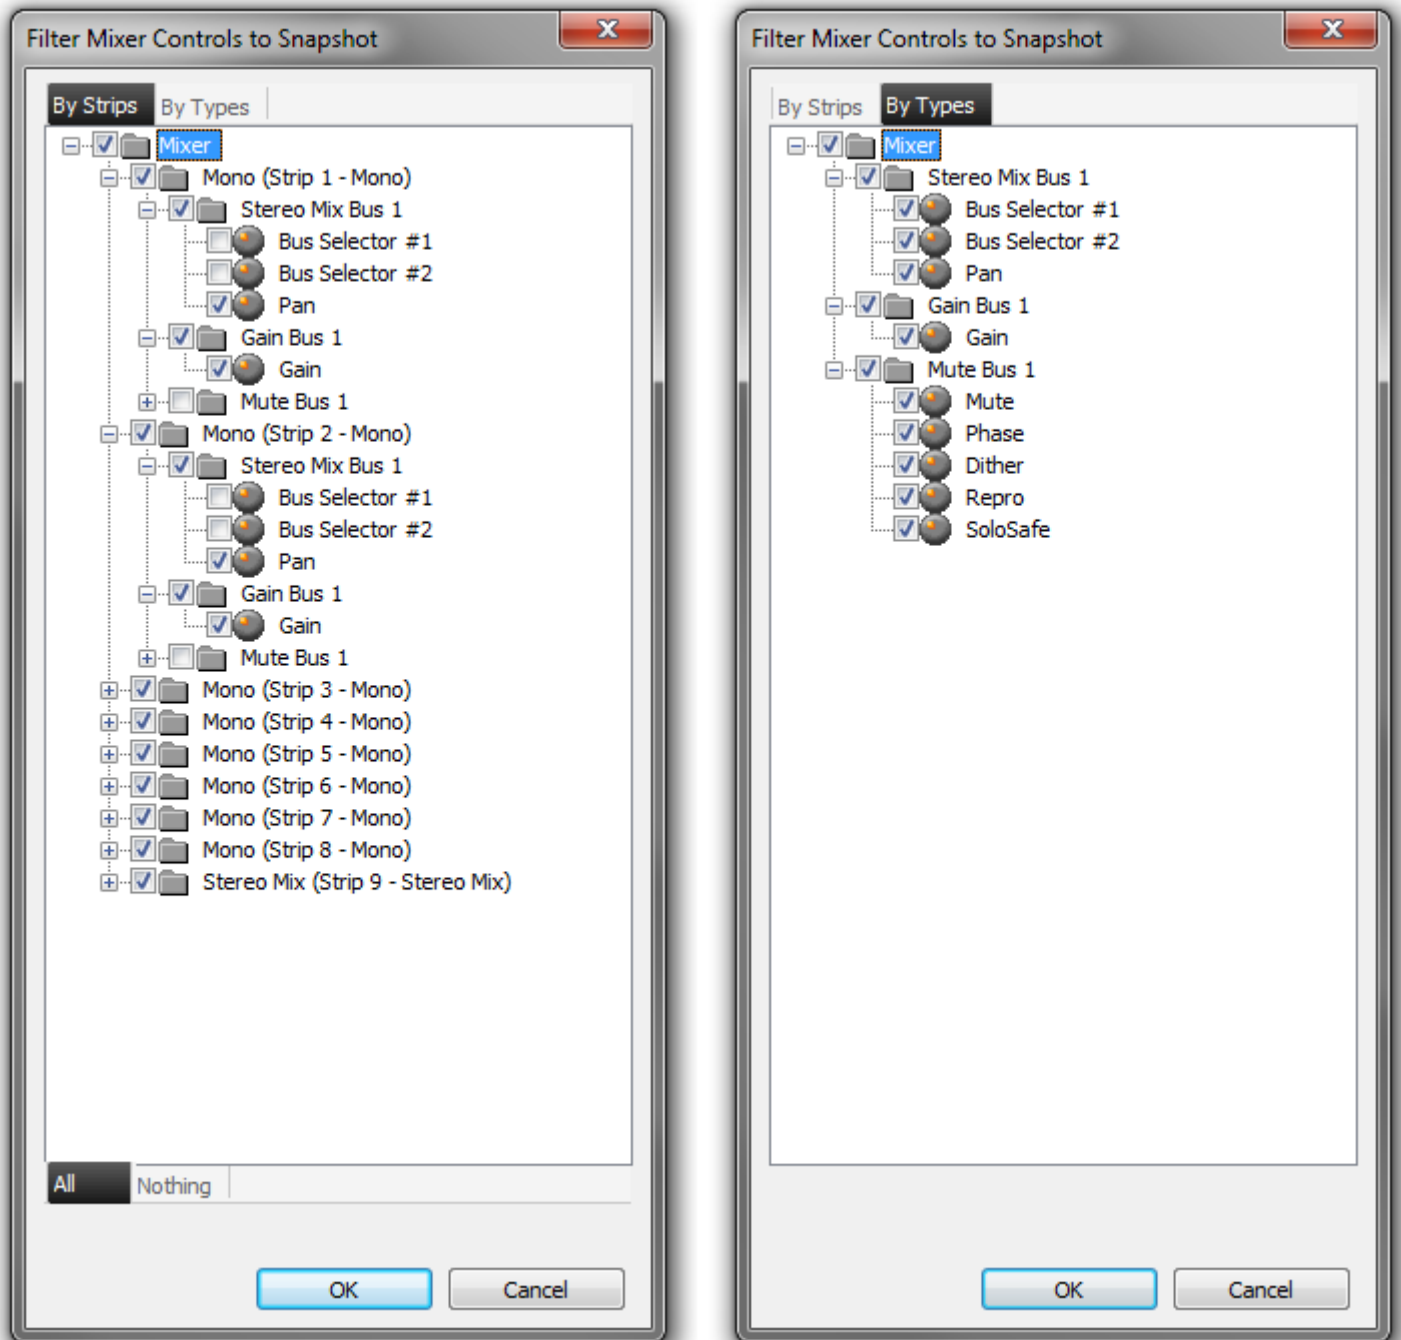 Filter Mixer Controls to Snapshot
By Strips By Types
Mixer
Mono (Strip 1 - Mono)
Stereo Mix Bus 1
Bus Selector #1
Bus Selector #2
Pan
Gain Bus 1
Gain
Mute Bus 1
Mono (Strip 2 - Mono)
Stereo Mix Bus 1
Bus Selector #1
Bus Selector #2
Pan
Gain Bus 1
Gain
Mute Bus 1
Mono (Strip 3 - Mono)
Mono (Strip 4 - Mono)
Mono (Strip 5 - Mono)
Mono (Strip 6 - Mono)
Mono (Strip 7 - Mono)
Mono (Strip 8 - Mono)
Stereo Mix (Strip 9 - Stereo Mix)
All Nothing
OK Cancel
Filter Mixer Controls to Snapshot
By Strips By Types
Mixer
Stereo Mix Bus 1
Bus Selector #1
Bus Selector #2
Pan
Gain Bus 1
Gain
Mute Bus 1
Mute
Phase
Dither
Repro
SoloSafe
OK Cancel